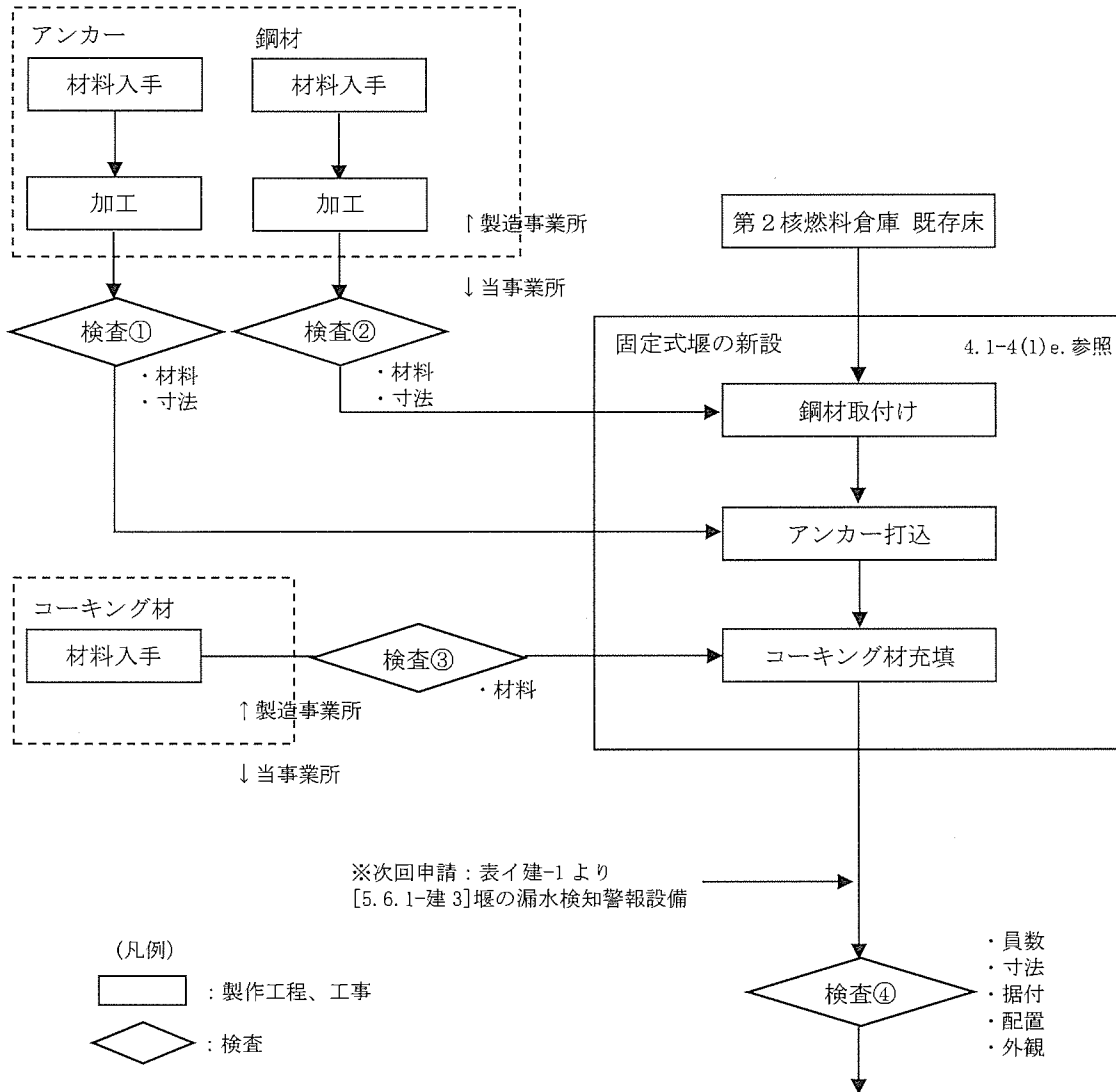 アンカー
鋼材
材料入手
材料入手
加工
加工
↑製造事業所
↓当事業所
第2核燃料倉庫 既存床
検査①
・材料
・寸法
検査②
・材料
・寸法
固定式堰の新設
4.1-4(1)e.参照
鋼材取付け
アンカー打込
コーキング材
材料入手
検査③
・材料
コーキング材充填
↑製造事業所
↓当事業所
※次回申請：表イ建-1より
[5.6.1-建3]堰の漏水検知警報設備
検査④
・員数
・寸法
・据付
・配置
・外観
(凡例)
：製作工程、工事
：検査